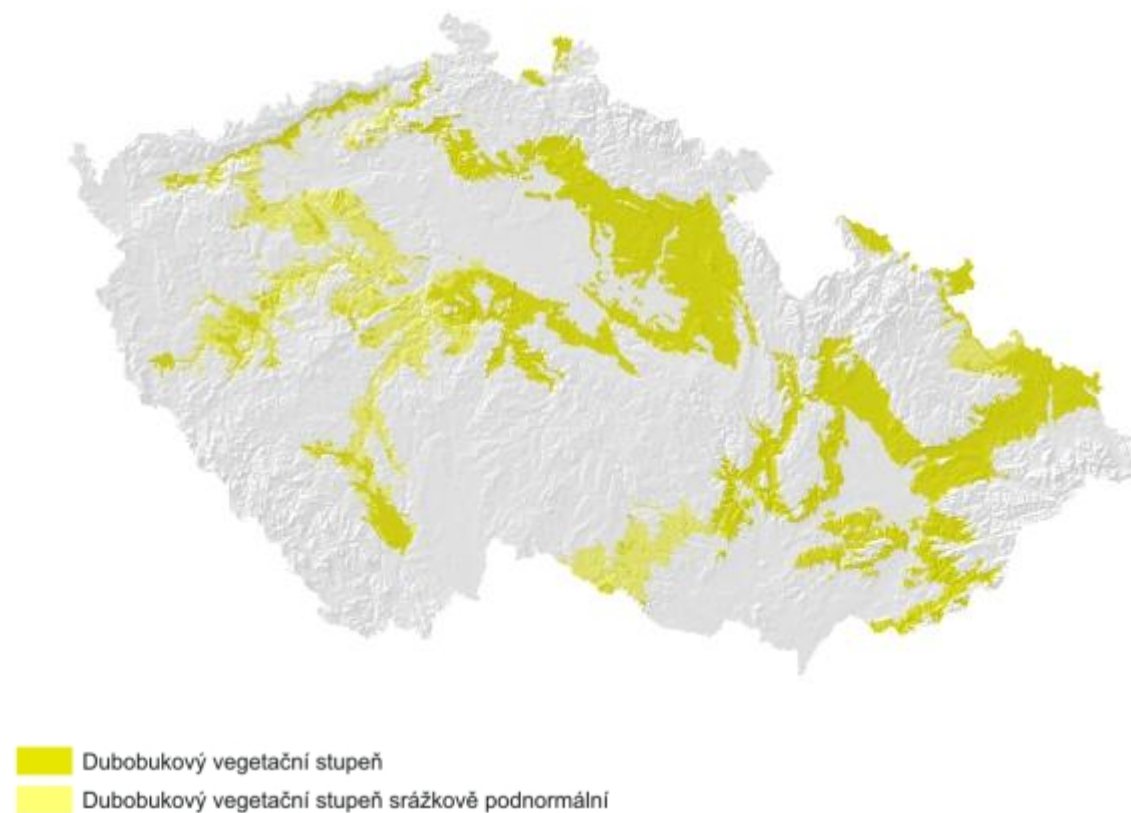 Dubobukový vegetační stupeň
Dubobukový vegetační stupeň srážkově podnormální